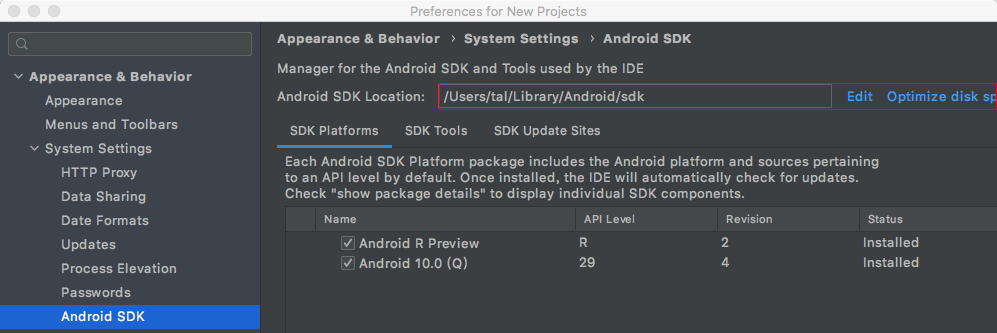 Preferences for New Projects
Appearance & Behavior
Appearance
Menus and Toolbars
System Settings
HTTP Proxy
Data Sharing
Date Formats
Updates
Process Elevation
Passwords
Android SDK
Appearance & Behavior › System Settings › Android SDK
Manager for the Android SDK and Tools used by the IDE
Android SDK Location: /Users/tal/Library/Android/sdk Edit Optimize disk sp
SDK Platforms SDK Tools SDK Update Sites
Each Android SDK Platform package includes the Android platform and sources pertaining
to an API level by default. Once installed, the IDE will automatically check for updates.
Check "show package details" to display individual SDK components.
Name API Level Revision Status
Android R Preview R 2 Installed
Android 10.0 (Q) 29 4 Installed